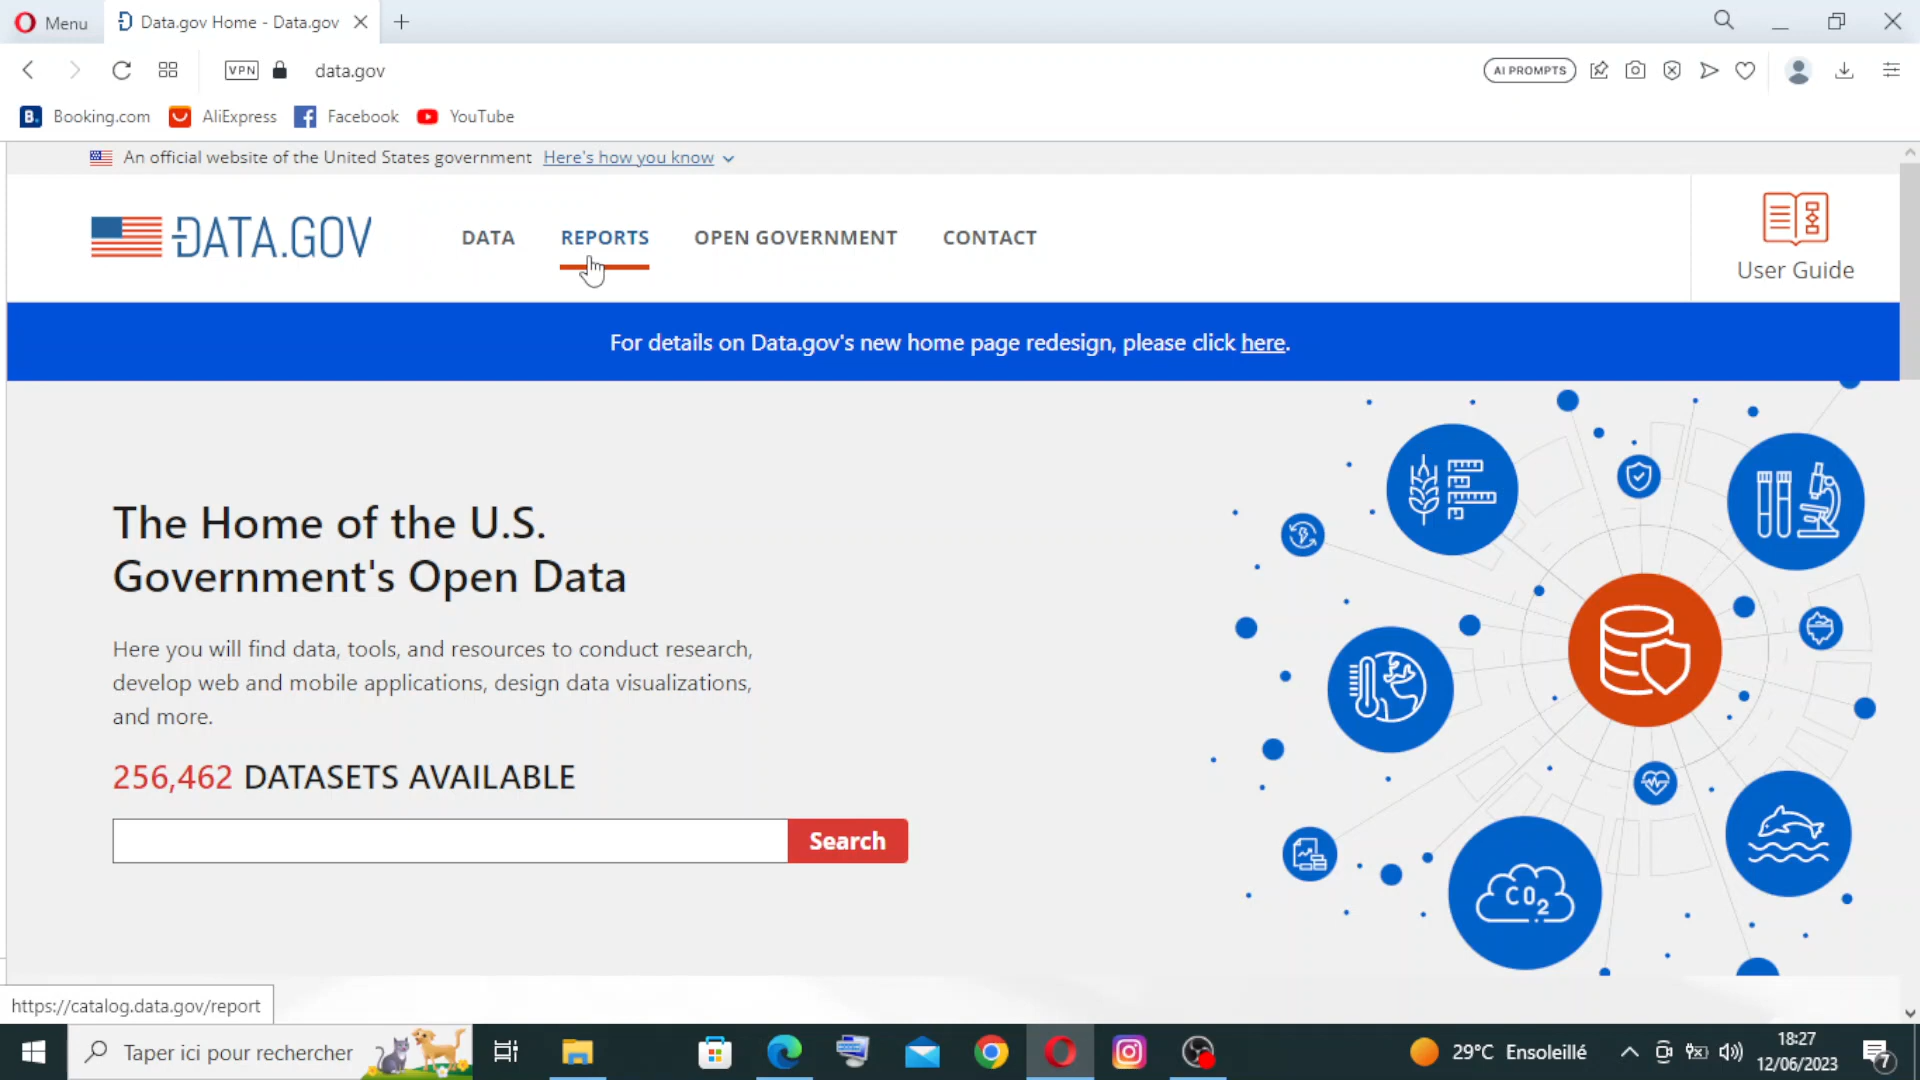 Menu
Data.gov Home - Data.gov
VPN
data.gov
AI PROMPTS
B.
Booking.com
AliExpress
Facebook
YouTube
An official website of the United States government Here's how you know
DATA.GOV
DATA
REPORTS
OPEN GOVERNMENT
CONTACT
User Guide
For details on Data.gov's new home page redesign, please click here.
The Home of the U.S.
Government's Open Data
Here you will find data, tools, and resources to conduct research,
develop web and mobile applications, design data visualizations,
and more.
256,462 DATASETS AVAILABLE
Search
CO2
https://catalog.data.gov/report
Taper ici pour rechercher
29°C Ensoleillé
18:27
12/06/2023
7